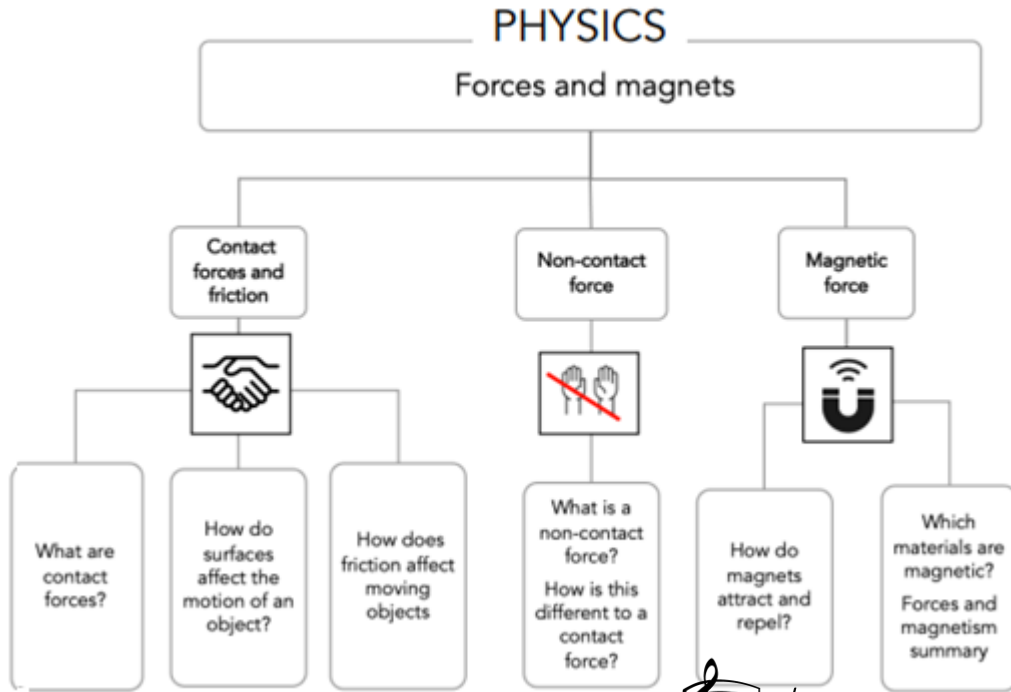 PHYSICS
Forces and magnets
Contact
forces and
friction
Non-contact
force
Magnetic
force
What are
contact
forces?
How do
surfaces
affect the
motion of an
object?
How does
friction affect
moving
objects
What is a
non-contact
force?
How is this
different to a
contact
force?
How do
magnets
attract and
repel?
Which
materials are
magnetic?
Forces and
magnetism
summary